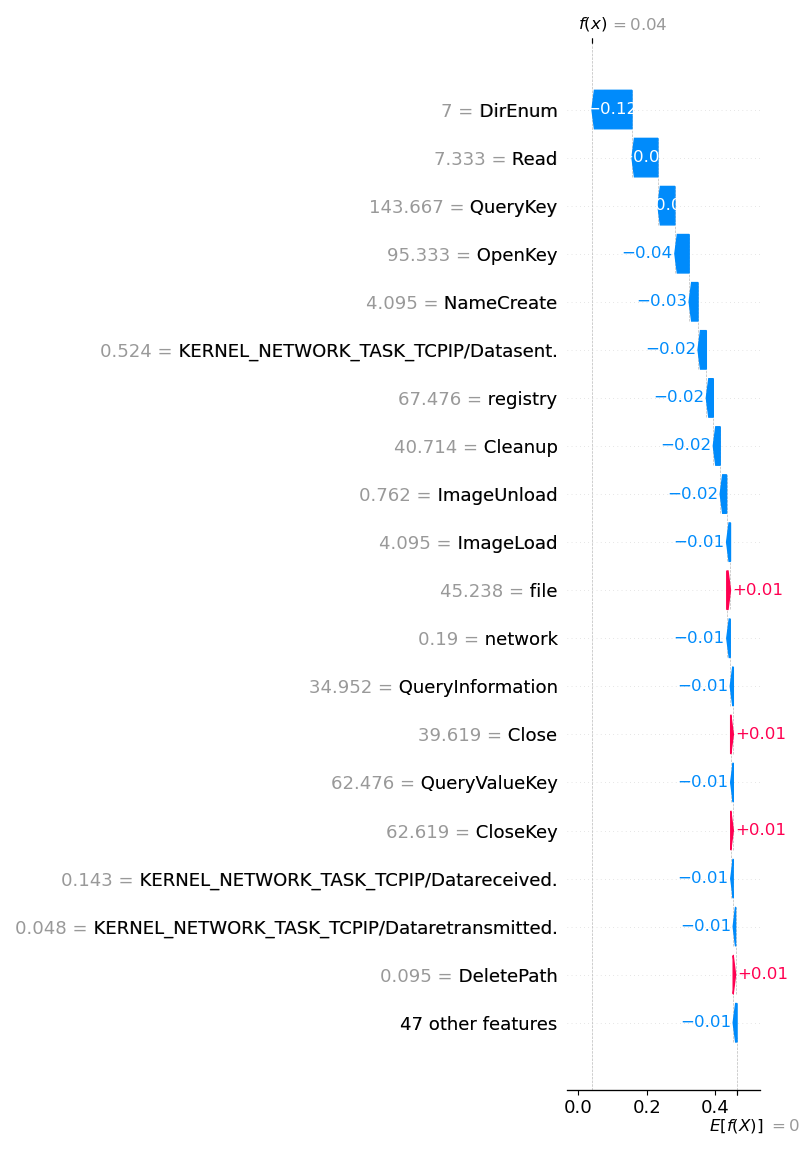 f(x) = 0.04
7 = DirEnum −0.12
7.333 = Read −0.0
143.667 = QueryKey
95.333 = OpenKey −0.04
4.095 = NameCreate −0.03
0.524 = KERNEL_NETWORK_TASK_TCPIP/Datasent. −0.02
67.476 = registry −0.02
40.714 = Cleanup −0.02
0.762 = ImageUnload −0.02
4.095 = ImageLoad −0.01
45.238 = file +0.01
0.19 = network −0.01
34.952 = QueryInformation −0.01
39.619 = Close +0.01
62.476 = QueryValueKey −0.01
62.619 = CloseKey +0.01
0.143 = KERNEL_NETWORK_TASK_TCPIP/Datareceived. −0.01
0.048 = KERNEL_NETWORK_TASK_TCPIP/Dataretransmitted. −0.01
0.095 = DeletePath +0.01
47 other features −0.01
0.0 0.2 0.4
E[f(X)] = 0